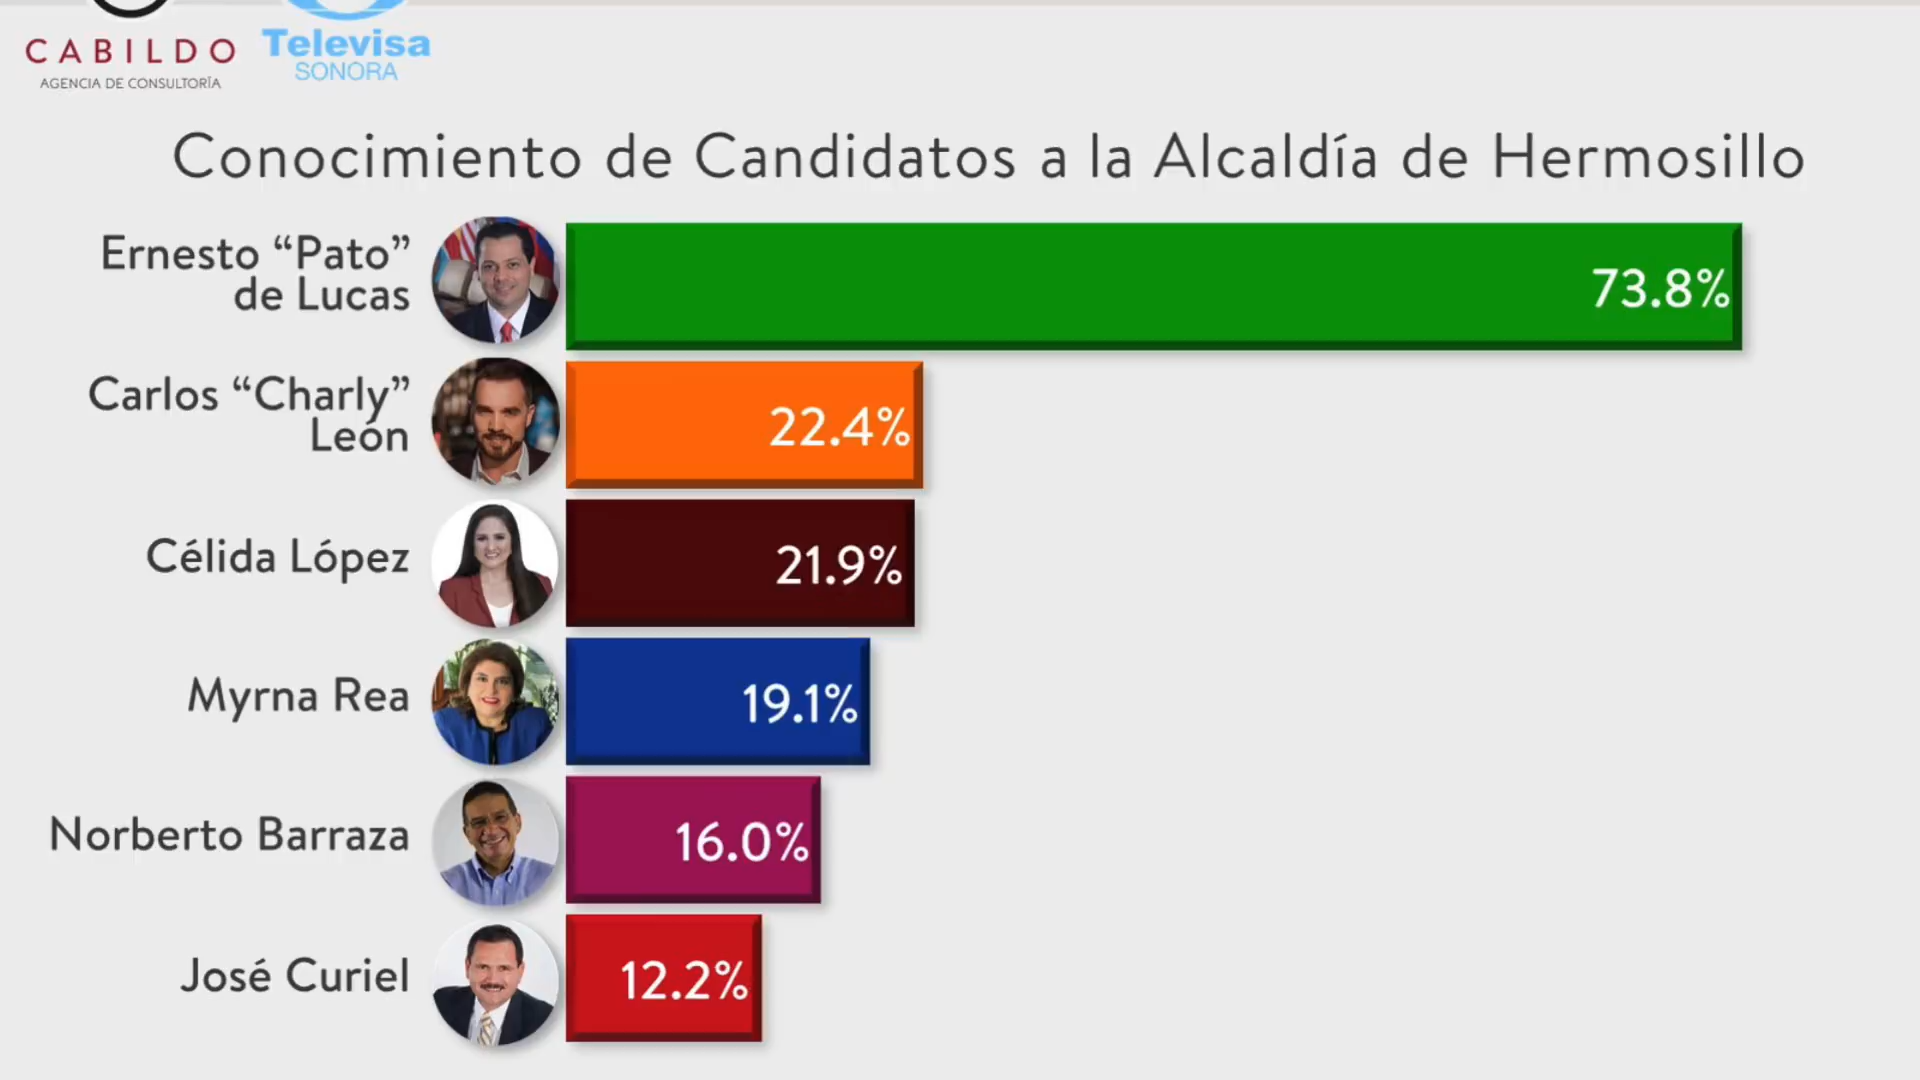 CABILDO
AGENCIA DE CONSULTORÍA
Televisa
SONORA
Conocimiento de Candidatos a la Alcaldía de Hermosillo
Ernesto “Pato”
de Lucas
73.8%
Carlos “Charly”
León
22.4%
Célida López
21.9%
Myrna Rea
19.1%
Norberto Barraza
16.0%
José Curiel
12.2%